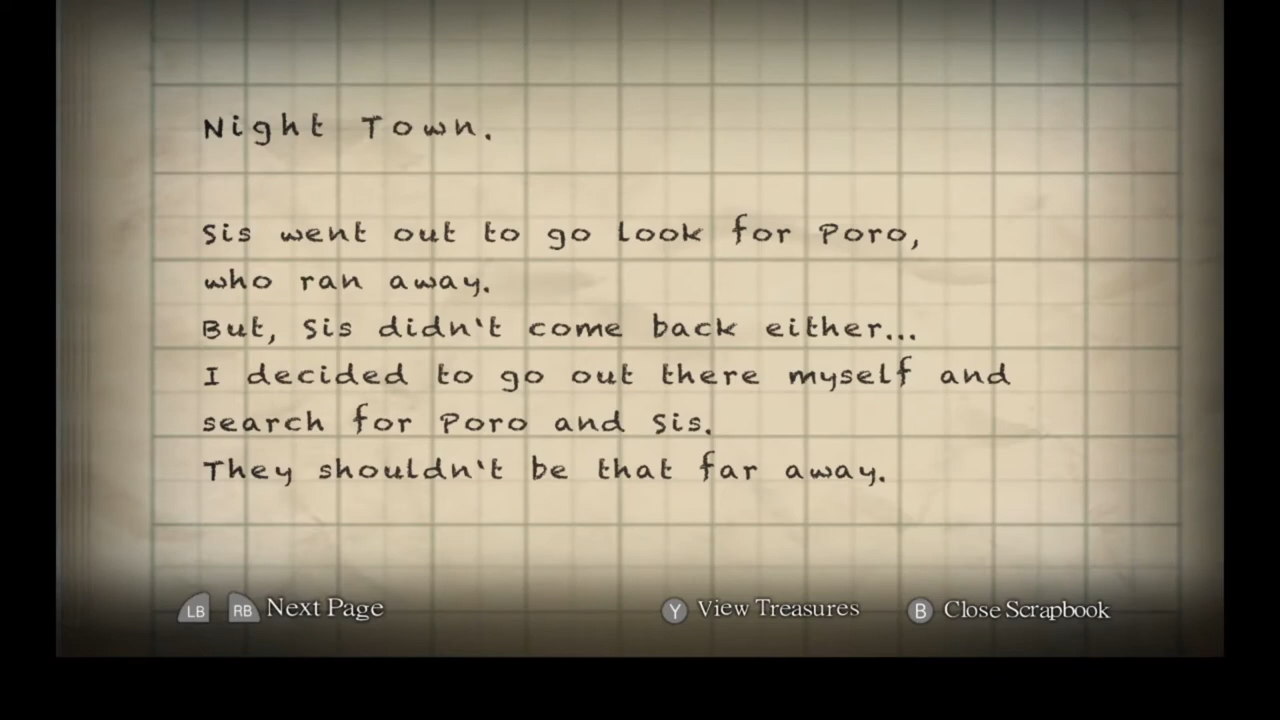 Night Town.
Sis went out to go look for Poro,
who ran away.
But, Sis didn't come back either...
I decided to go out there myself and
search for Poro and Sis.
They shouldn't be that far away.
LB RB Next Page Y View Treasures B Close Scrapbook